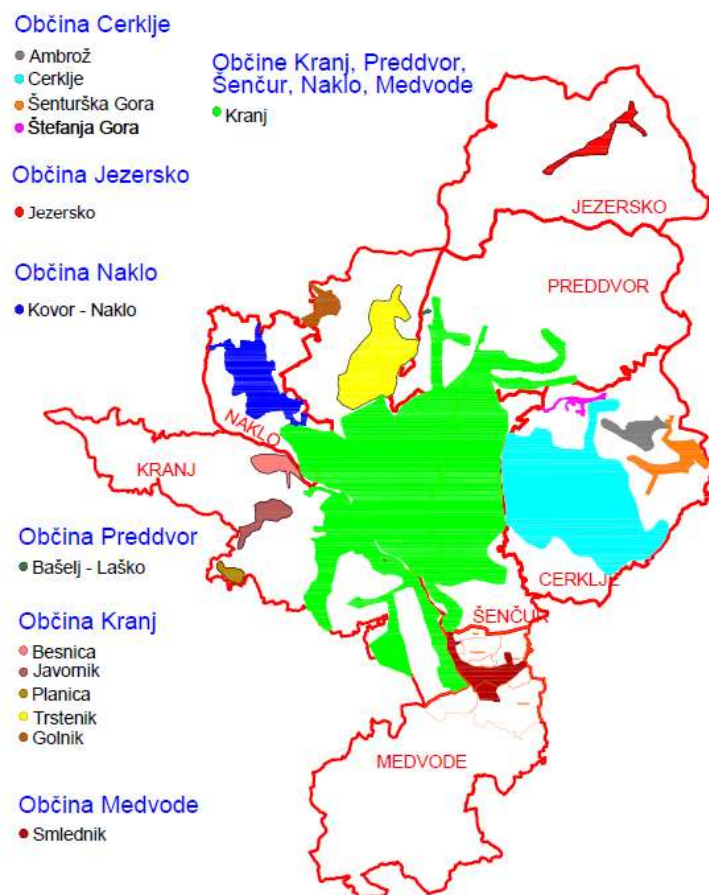 Občina Cerklje
Ambrož
Cerklje
Šenturška Gora
Štefanja Gora
Občine Kranj, Preddvor,
Šenčur, Naklo, Medvode
Kranj
Občina Jezersko
Jezersko
Občina Naklo
Kovor - Naklo
Občina Preddvor
Bašelj - Laško
Občina Kranj
Besnica
Javornik
Planica
Trstenik
Golnik
Občina Medvode
Smlednik
JEZERSKO
PREDDVOR
NAKLO
KRANJ
CERKLJE
ŠENČUR
MEDVODE